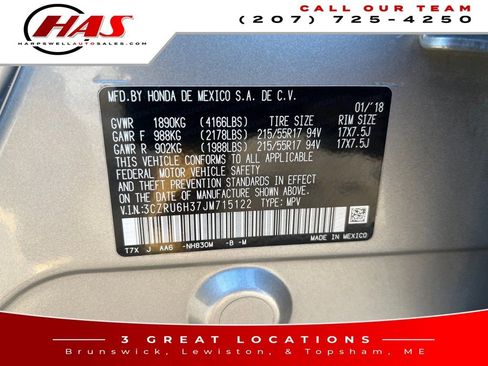 HAS
HARPSWELLAUTOSALES.COM
CALL OUR TEAM
(207) 725-4250
MFD.BY HONDA DE MEXICO S.A. DE C.V.
01/'18
GVWR 1890KG (4166LBS) TIRE SIZE RIM SIZE
GAWR F 988KG (2178LBS) 215/55R17 94V 17X7.5J
GAWR R 902KG (1988LBS) 215/55R17 94V 17X7.5J
THIS VEHICLE CONFORMS TO ALL APPLICABLE
FEDERAL MOTOR VEHICLE SAFETY
BUMPER, AND THEFT PREVENTION STANDARDS
IN EFFECT ON THE DATE OF MANUFACTURE SHOWN ABOVE.
V.I.N:3CZRU6H37JM715122 TYPE: MPV
T7X J AAG -NH830M -B -M
MADE IN MEXICO
3 GREAT LOCATIONS
Brunswick, Lewiston, & Topsham, ME